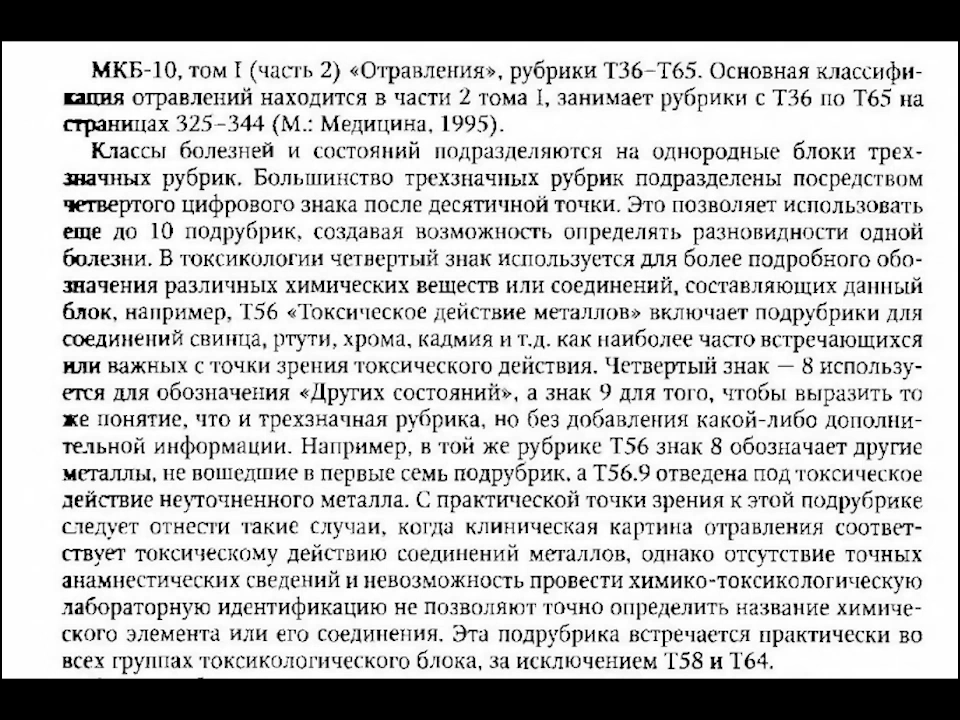 МКБ-10, том I (часть 2) «Отравления», рубрики Т36–Т65. Основная классифи-
кация отравлений находится в части 2 тома I, занимает рубрики с Т36 по Т65 на
страницах 325–344 (М.: Медицина, 1995).
Классы болезней и состояний подразделяются на однородные блоки трех-
значных рубрик. Большинство трехзначных рубрик подразделены посредством
четвертого цифрового знака после десятичной точки. Это позволяет использовать
еще до 10 подрубрик, создавая возможность определять разновидности одной
болезни. В токсикологии четвертый знак используется для более подробного обо-
значения различных химических веществ или соединений, составляющих данный
блок, например, Т56 «Токсическое действие металлов» включает подрубрики для
соединений свинца, ртути, хрома, кадмия и т.д. как наиболее часто встречающихся
или важных с точки зрения токсического действия. Четвертый знак — 8 использу-
ется для обозначения «Других состояний», а знак 9 для того, чтобы выразить то
же понятие, что и трехзначная рубрика, но без добавления какой-либо дополни-
тельной информации. Например, в той же рубрике Т56 знак 8 обозначает другие
металлы, не вошедшие в первые семь подрубрик, а Т56.9 отведена под токсическое
действие неуточненного металла. С практической точки зрения к этой подрубрике
следует отнести такие случаи, когда клиническая картина отравления соответ-
ствует токсическому действию соединений металлов, однако отсутствие точных
анамнестических сведений и невозможность провести химико-токсикологическую
лабораторную идентификацию не позволяют точно определить название химиче-
ского элемента или его соединения. Эта подрубрика встречается практически во
всех группах токсикологического блока, за исключением Т58 и Т64.